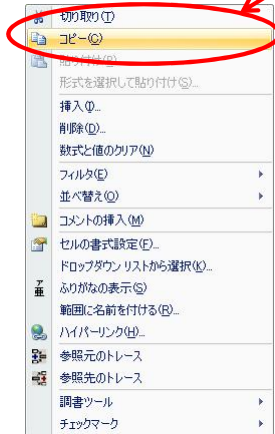 切り取り(T)
コピー(C)
貼り付け(P)
形式を選択して貼り付け(S)...
挿入(I)...
削除(D)...
数式と値のクリア(N)
フィルタ(E)
並べ替え(O)
コメントの挿入(M)
セルの書式設定(F)...
ドロップダウン リストから選択(K)...
ふりがなの表示(S)
範囲に名前を付ける(R)...
ハイパーリンク(H)...
参照元のトレース
参照先のトレース
調書ツール
チェックマーク